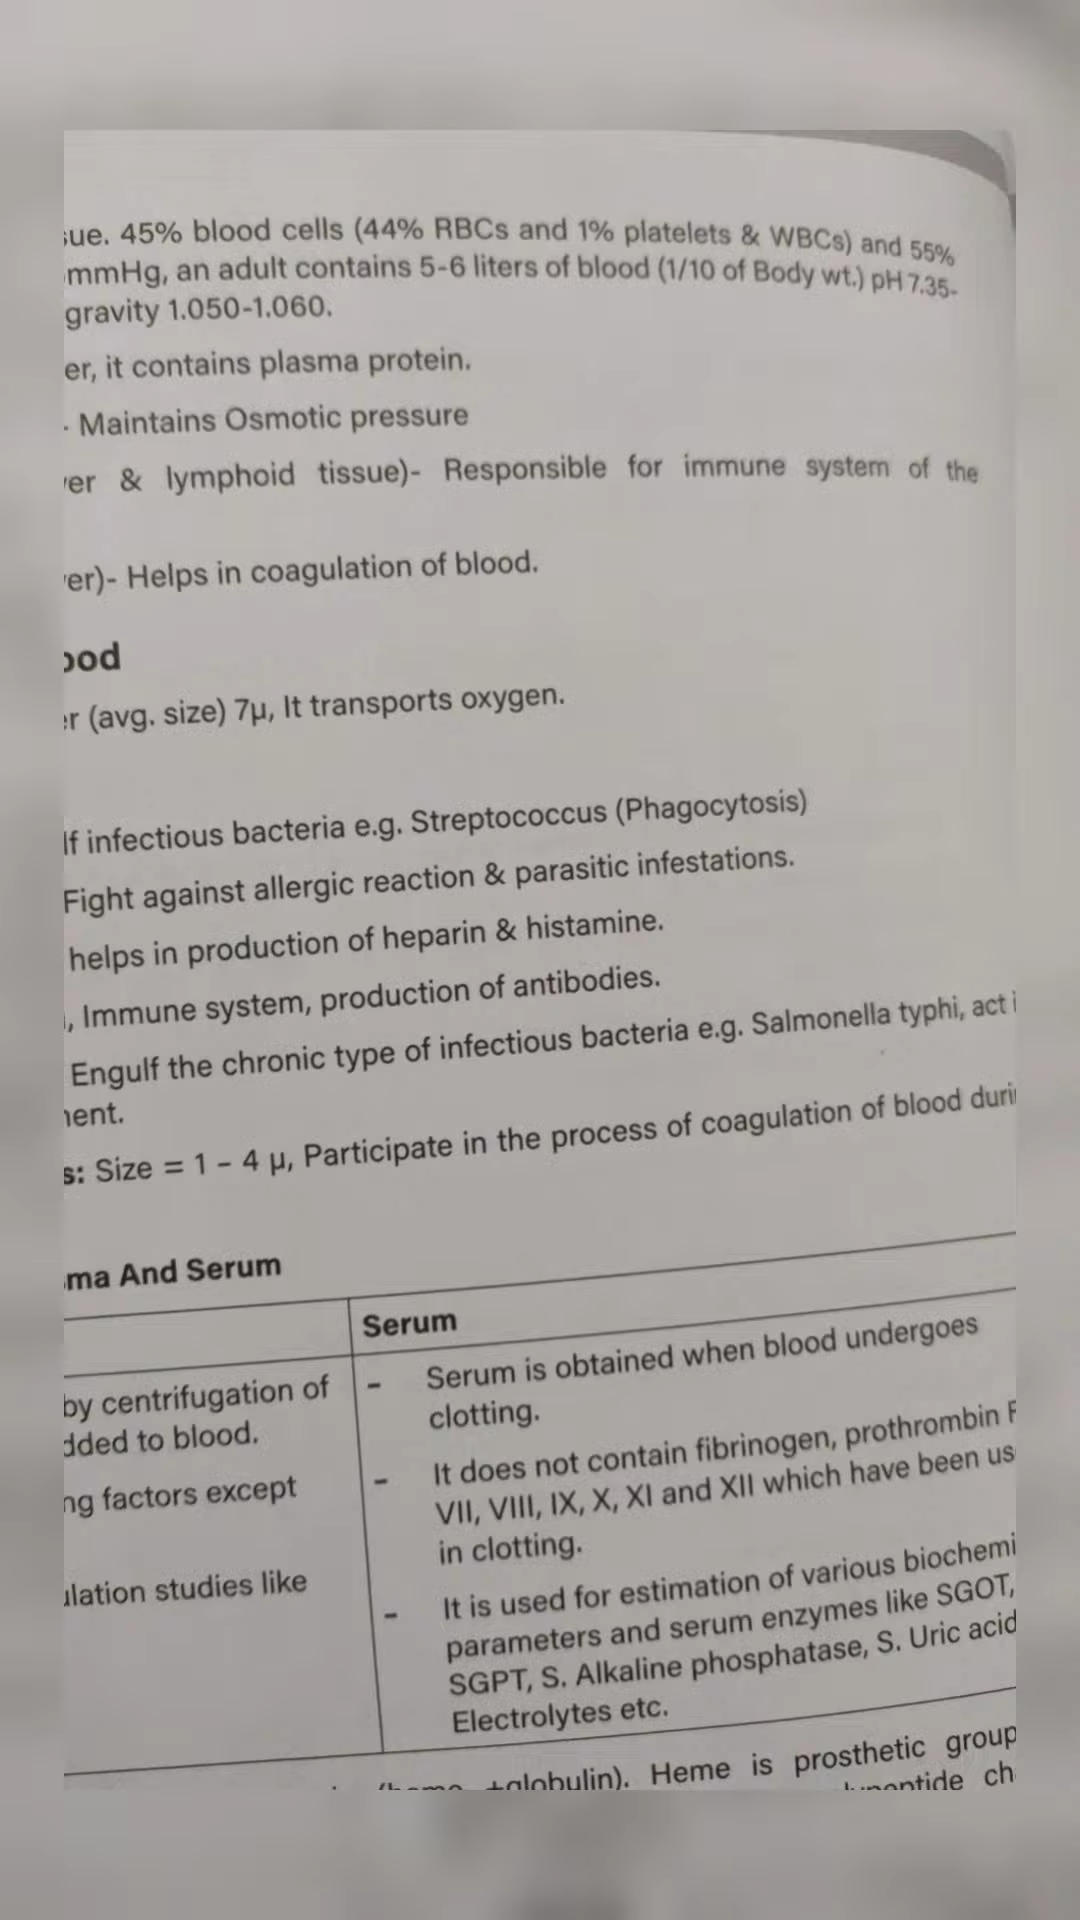 45% blood cells (44% RBCs and 1% platelets & WBCs) and 55%
mmHg, an adult contains 5-6 liters of blood (1/10 of Body wt.) pH 7.35-
gravity 1.050-1.060.
er, it contains plasma protein.
- Maintains Osmotic pressure
er & lymphoid tissue)- Responsible for immune system of the
er)- Helps in coagulation of blood.
ood
er (avg. size) 7µ, It transports oxygen.
lf infectious bacteria e.g. Streptococcus (Phagocytosis)
Fight against allergic reaction & parasitic infestations.
helps in production of heparin & histamine.
, Immune system, production of antibodies.
Engulf the chronic type of infectious bacteria e.g. Salmonella typhi, act i
ent.
s: Size = 1 – 4 µ, Participate in the process of coagulation of blood duri
ma And Serum
Serum
by centrifugation of
dded to blood.
ng factors except
ulation studies like
- Serum is obtained when blood undergoes
clotting.
- It does not contain fibrinogen, prothrombin F
VII, VIII, IX, X, XI and XII which have been us
in clotting.
- It is used for estimation of various biochemi
parameters and serum enzymes like SGOT,
SGPT, S. Alkaline phosphatase, S. Uric acid
Electrolytes etc.
+globulin). Heme is prosthetic group
ch